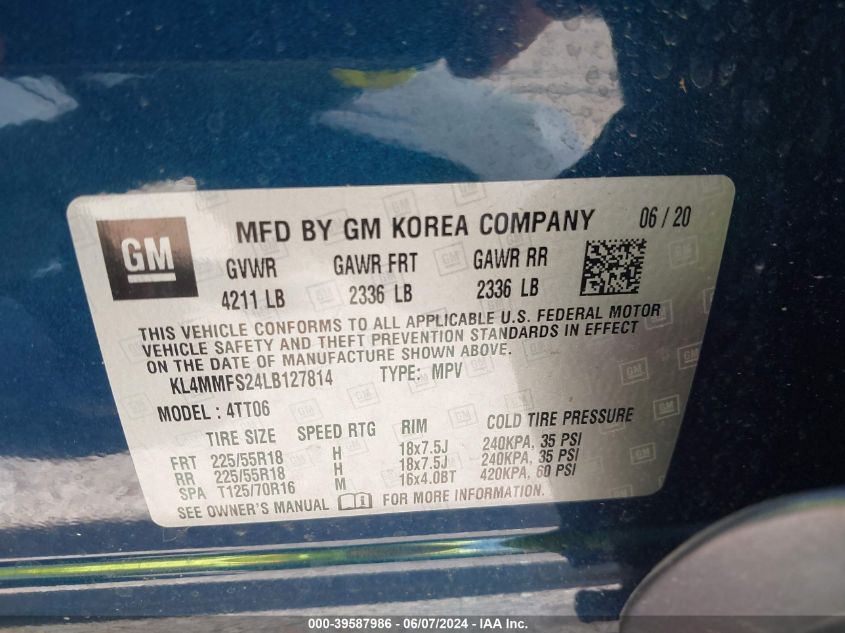 GM
MFD BY GM KOREA COMPANY 06 / 20
GVWR GAWR FRT GAWR RR
4211 LB 2336 LB 2336 LB
THIS VEHICLE CONFORMS TO ALL APPLICABLE U.S. FEDERAL MOTOR
VEHICLE SAFETY AND THEFT PREVENTION STANDARDS IN EFFECT
ON THE DATE OF MANUFACTURE SHOWN ABOVE.
KL4MMFS24LB127814 TYPE: MPV
MODEL : 4TT06
TIRE SIZE SPEED RTG RIM COLD TIRE PRESSURE
FRT 225/55R18 H 18x7.5J 240KPA, 35 PSI
RR 225/55R18 H 18x7.5J 240KPA, 35 PSI
SPA T125/70R16 M 16x4.0BT 420KPA, 60 PSI
SEE OWNER'S MANUAL FOR MORE INFORMATION.
000-39587986 - 06/07/2024 - © IAA Inc.